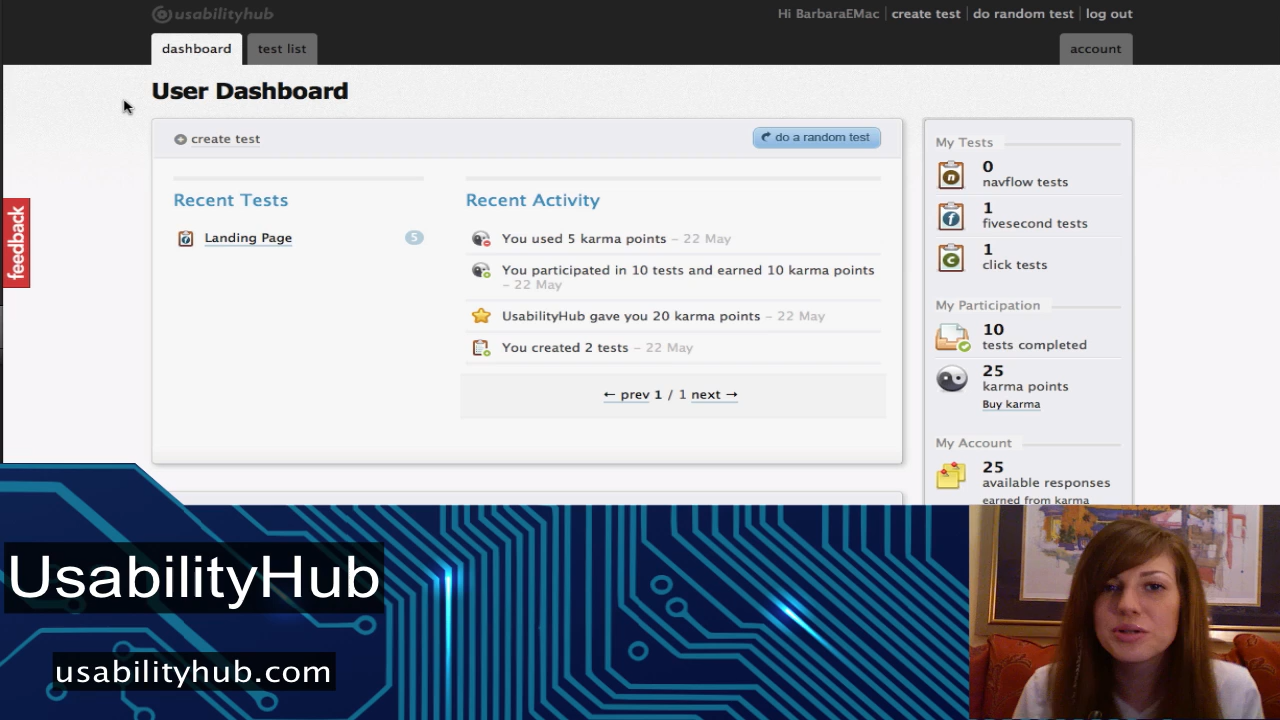 usabilityhub
Hi BarbaraEMac | create test | do random test | log out
dashboard
test list
account
User Dashboard
create test
do a random test
Recent Tests
Landing Page
5
Recent Activity
You used 5 karma points – 22 May
You participated in 10 tests and earned 10 karma points
– 22 May
UsabilityHub gave you 20 karma points – 22 May
You created 2 tests – 22 May
← prev 1 / 1 next →
My Tests
n
0
navflow tests
f
1
fivesecond tests
c
1
click tests
My Participation
10
tests completed
25
karma points
Buy karma
My Account
25
available responses
earned from karma
feedback
UsabilityHub
usabilityhub.com